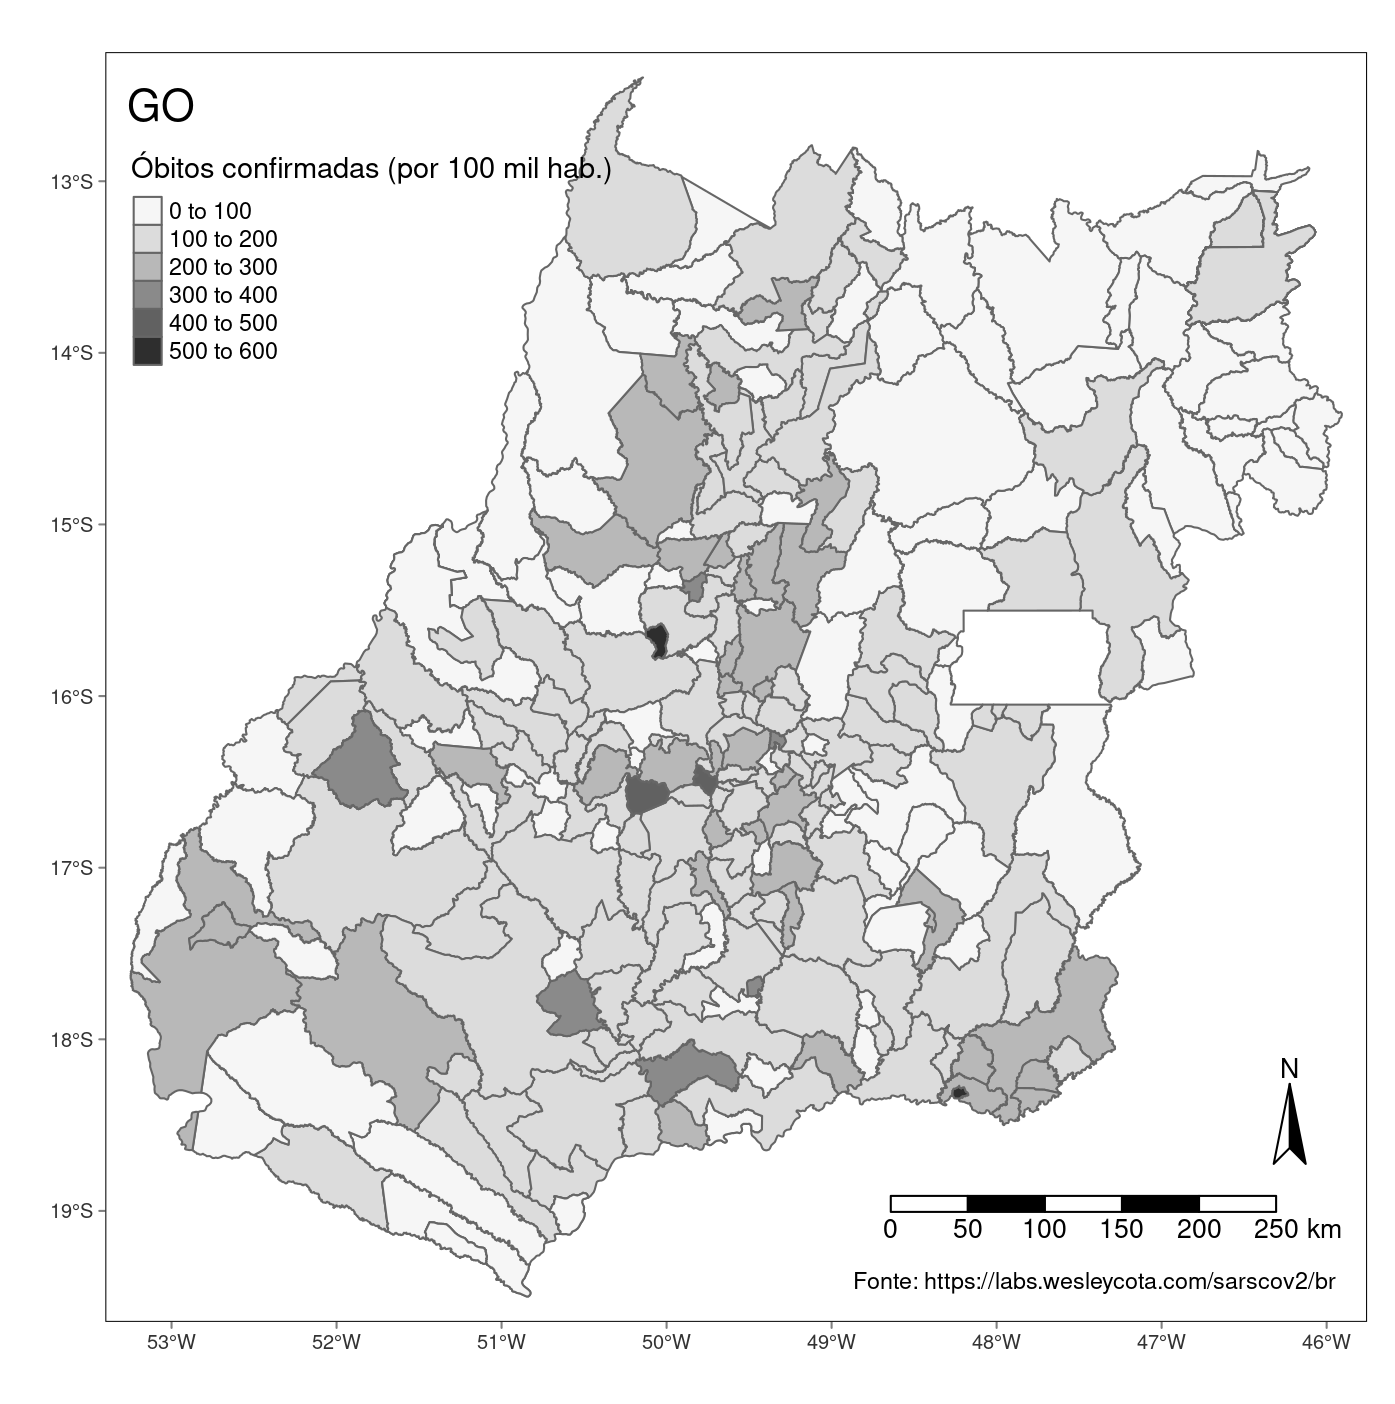 GO
Óbitos confirmadas (por 100 mil hab.)
0 to 100
100 to 200
200 to 300
300 to 400
400 to 500
500 to 600
13°S
14°S
15°S
16°S
17°S
18°S
19°S
N
0 50 100 150 200 250 km
Fonte: https://labs.wesleycota.com/sarscov2/br
53°W 52°W 51°W 50°W 49°W 48°W 47°W 46°W